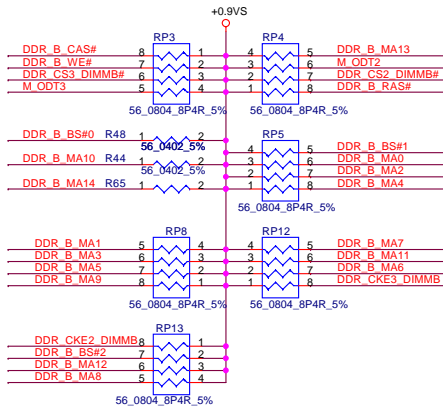 +0.9VS
RP3 RP4
DDR_B_CAS# 8 1 4 5 DDR_B_MA13
DDR_B_WE# 7 2 3 6 M_ODT2
DDR_CS3_DIMMB# 6 3 2 7 DDR_CS2_DIMMB#
M_ODT3 5 4 1 8 DDR_B_RAS#
56_0804_8P4R_5% 56_0804_8P4R_5%
DDR_B_BS#0 R48 1 2
56_0402_5%
RP5
DDR_B_MA10 R44 1 2
56_0402_5%
DDR_B_MA14 R65 1 2
4 5 DDR_B_BS#1
3 6 DDR_B_MA0
2 7 DDR_B_MA2
1 8 DDR_B_MA4
56_0804_8P4R_5%
RP8 RP12
DDR_B_MA1 5 4 4 5 DDR_B_MA7
DDR_B_MA3 6 3 3 6 DDR_B_MA11
DDR_B_MA5 7 2 2 7 DDR_B_MA6
DDR_B_MA9 8 1 1 8 DDR_CKE3_DIMMB
56_0804_8P4R_5% 56_0804_8P4R_5%
RP13
DDR_CKE2_DIMMB 8 1
DDR_B_BS#2 7 2
DDR_B_MA12 6 3
DDR_B_MA8 5 4
56_0804_8P4R_5%